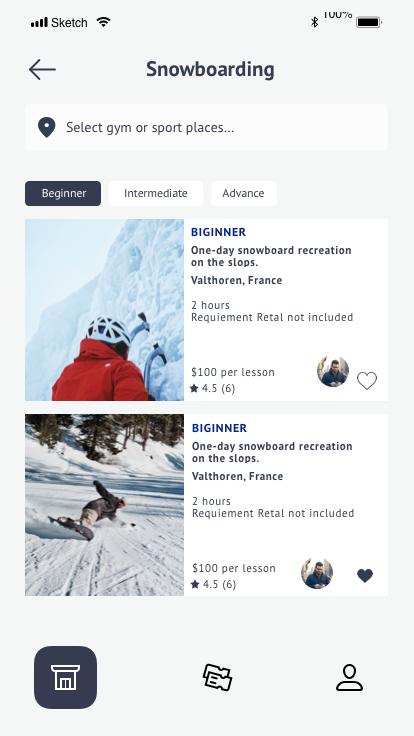 Sketch
100%
Snowboarding
Select gym or sport places...
Beginner
Intermediate
Advance
BIGINNER
One-day snowboard recreation
on the slops.
Valthoren, France
2 hours
Requiement Retal not included
$100 per lesson
4.5 (6)
BIGINNER
One-day snowboard recreation
on the slops.
Valthoren, France
2 hours
Requiement Retal not included
$100 per lesson
4.5 (6)